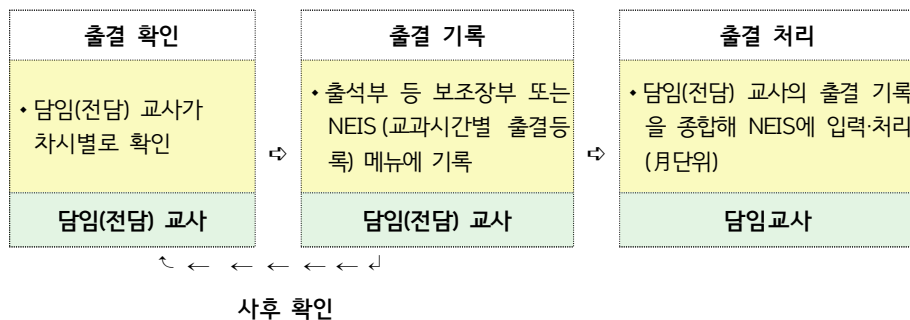 출결 확인
• 담임(전담) 교사가
차시별로 확인
담임(전담) 교사
⇨
출결 기록
• 출석부 등 보조장부 또는
NEIS(교과시간별 출결등
록) 메뉴에 기록
담임(전담) 교사
⇨
출결 처리
• 담임(전담) 교사의 출결 기록
을 종합해 NEIS에 입력·처리
(月단위)
담임교사
↖ ← ← ← ← ← ↲
사후 확인